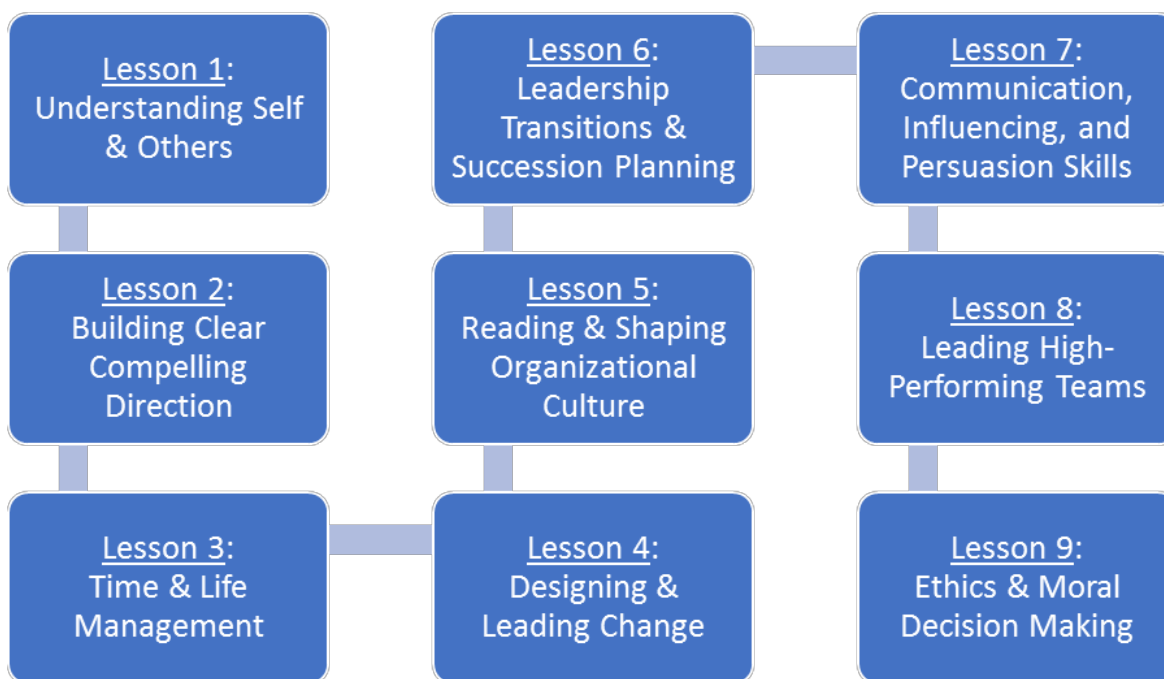 Lesson 1:
Understanding Self
& Others
Lesson 2:
Building Clear
Compelling
Direction
Lesson 3:
Time & Life
Management
Lesson 4:
Designing &
Leading Change
Lesson 5:
Reading & Shaping
Organizational
Culture
Lesson 6:
Leadership
Transitions &
Succession Planning
Lesson 7:
Communication,
Influencing, and
Persuasion Skills
Lesson 8:
Leading High-
Performing Teams
Lesson 9:
Ethics & Moral
Decision Making